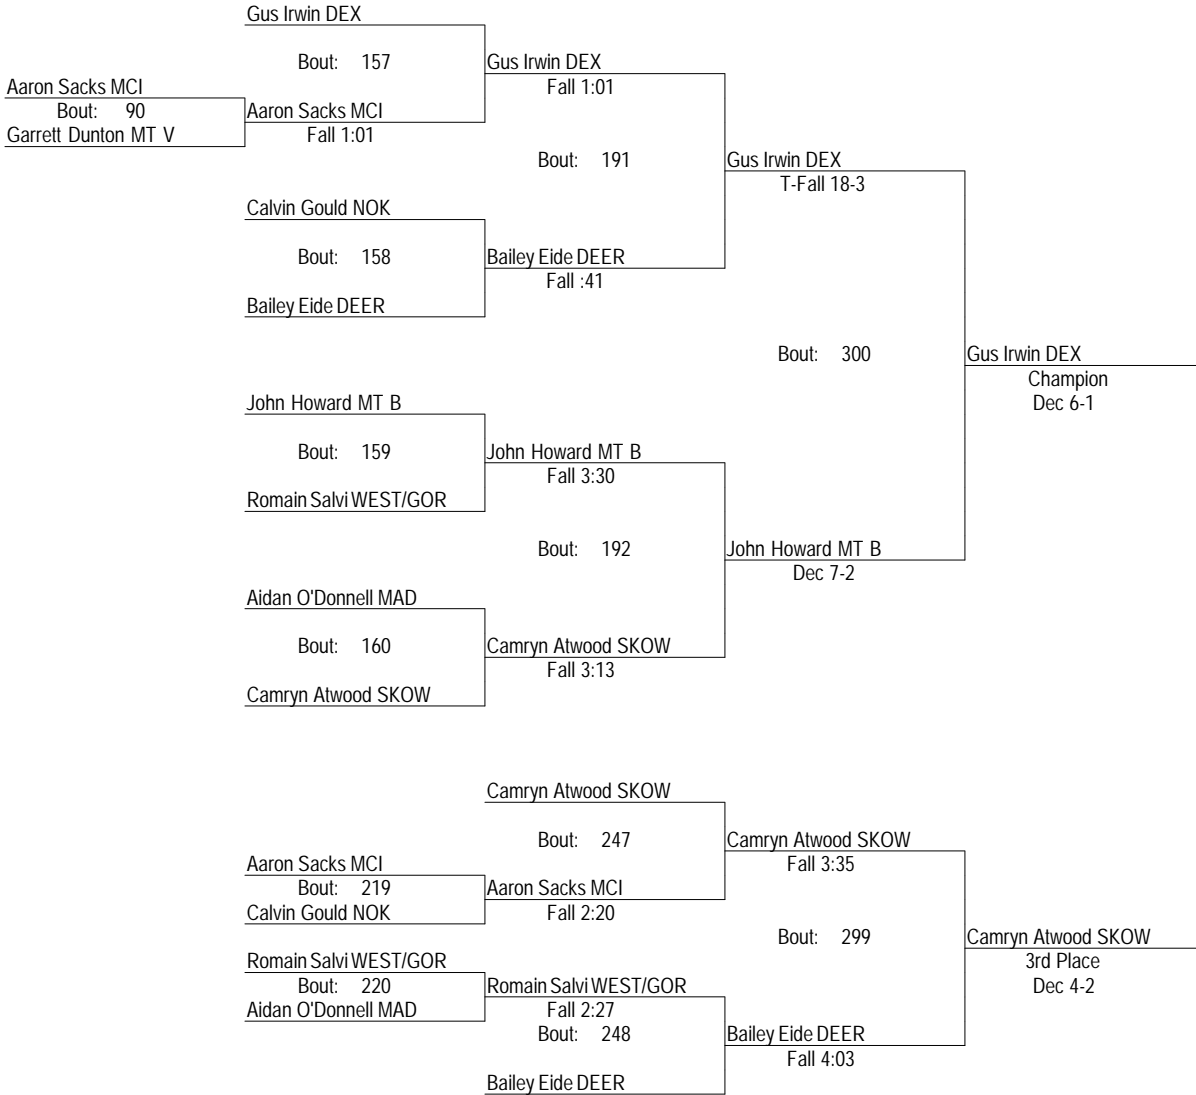 Gus Irwin DEX
Bout: 157
Gus Irwin DEX
Aaron Sacks MCI
Fall 1:01
Bout: 90
Aaron Sacks MCI
Garrett Dunton MT V
Fall 1:01
Bout: 191
Gus Irwin DEX
T-Fall 18-3
Calvin Gould NOK
Bout: 158
Bailey Eide DEER
Fall :41
Bailey Eide DEER
Bout: 300
Gus Irwin DEX
Champion
Dec 6-1
John Howard MT B
Bout: 159
John Howard MT B
Fall 3:30
Romain Salvi WEST/GOR
Bout: 192
John Howard MT B
Dec 7-2
Aidan O'Donnell MAD
Bout: 160
Camryn Atwood SKOW
Fall 3:13
Camryn Atwood SKOW
Camryn Atwood SKOW
Bout: 247
Camryn Atwood SKOW
Fall 3:35
Aaron Sacks MCI
Bout: 219
Aaron Sacks MCI
Calvin Gould NOK
Fall 2:20
Bout: 299
Camryn Atwood SKOW
3rd Place
Dec 4-2
Romain Salvi WEST/GOR
Bout: 220
Romain Salvi WEST/GOR
Aidan O'Donnell MAD
Fall 2:27
Bout: 248
Bailey Eide DEER
Fall 4:03
Bailey Eide DEER